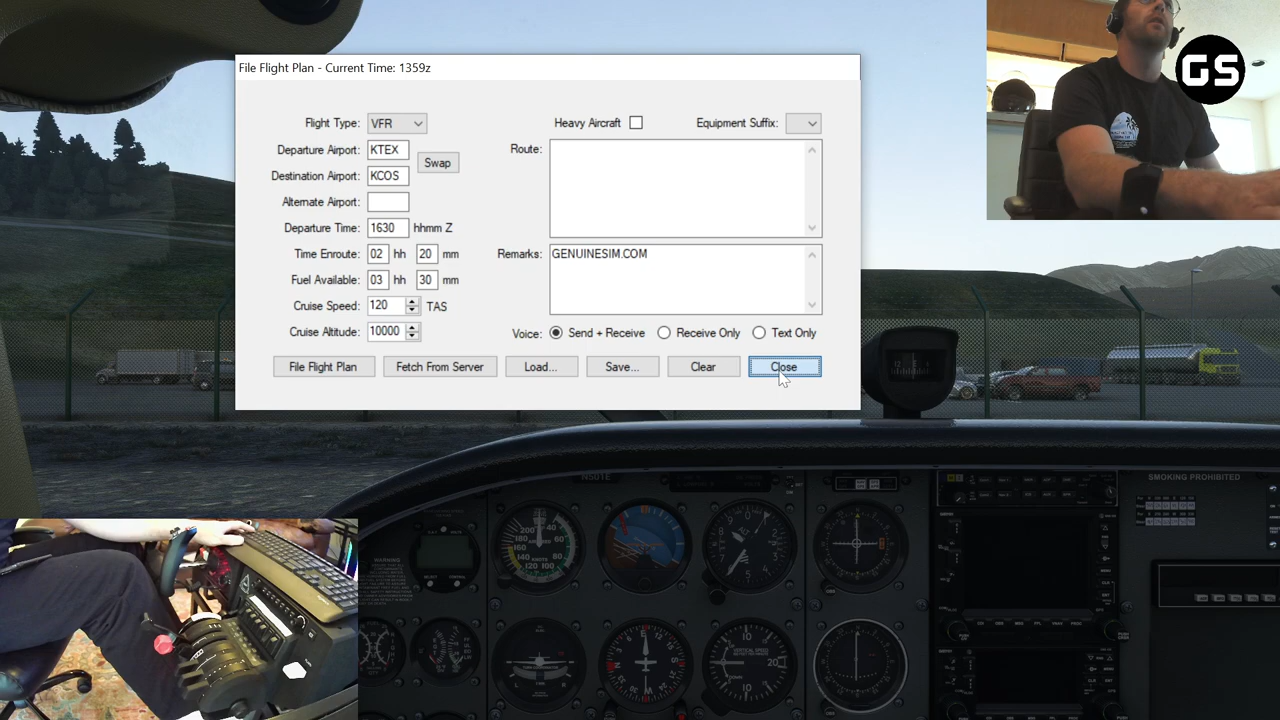 GS
File Flight Plan - Current Time: 1359z
Flight Type: VFR
Heavy Aircraft
Equipment Suffix:
Departure Airport: KTEX
Swap
Route:
Destination Airport: KCOS
Alternate Airport:
Departure Time: 1630 hhmm Z
Time Enroute: 02 hh 20 mm
Remarks: GENUINESIM.COM
Fuel Available: 03 hh 30 mm
Cruise Speed: 120 TAS
Cruise Altitude: 10000
Voice: Send + Receive Receive Only Text Only
File Flight Plan Fetch From Server Load... Save... Clear Close
SMOKING PROHIBITED
WARNING
VERTICAL SPEED